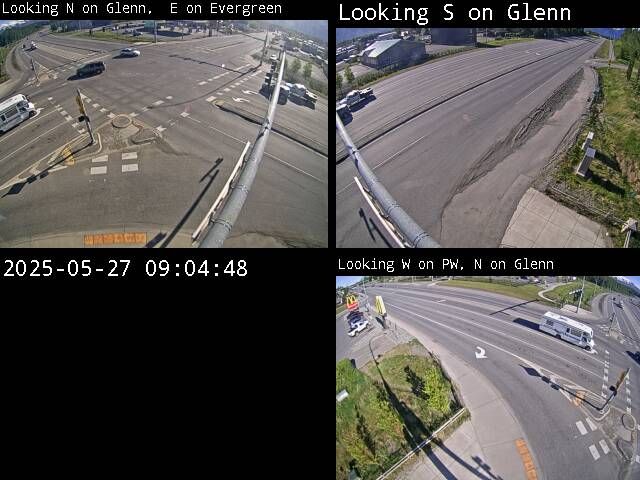 Looking N on Glenn,  E on Evergreen
Looking S on Glenn
2025-05-27 09:04:48
Looking W on PW, N on Glenn